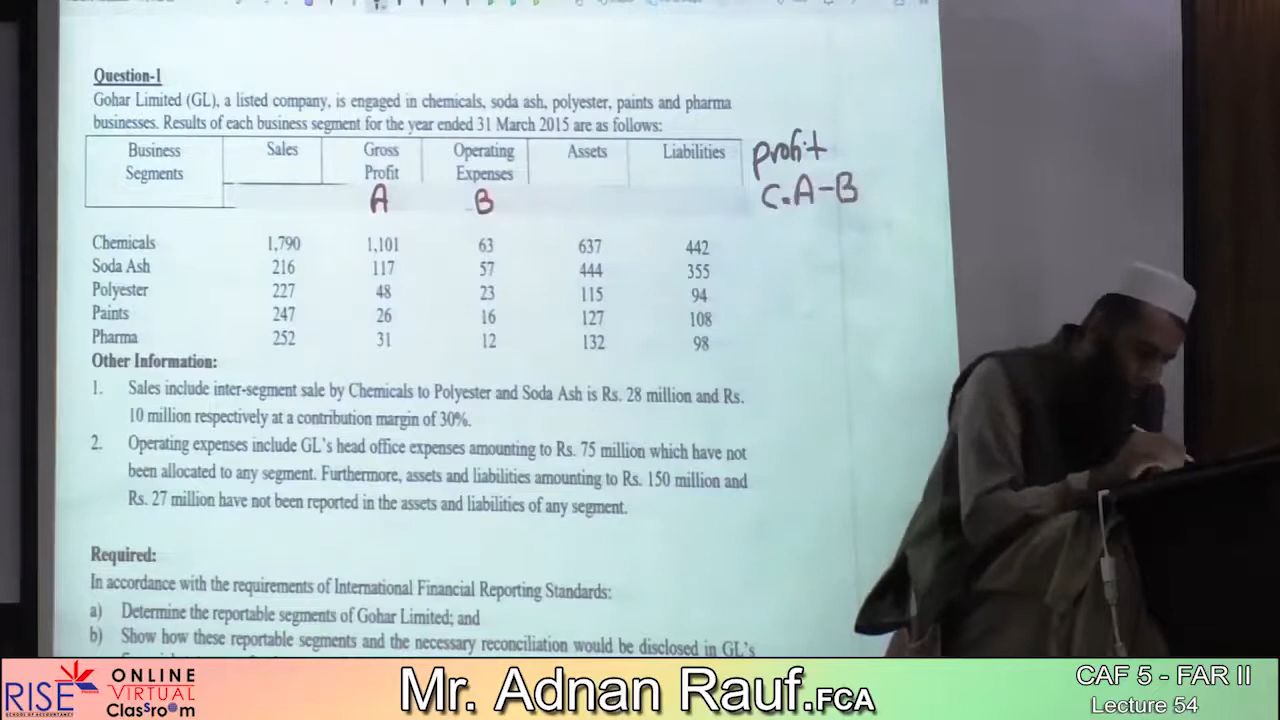 Question-1
Gohar Limited (GL), a listed company, is engaged in chemicals, soda ash, polyester, paints and pharma
businesses. Results of each business segment for the year ended 31 March 2015 are as follows:
Business Segments Sales Gross Profit Operating Expenses Assets Liabilities
profit
A B C.A-B
Chemicals 1,790 1,101 63 637 442
Soda Ash 216 117 57 444 355
Polyester 227 48 23 115 94
Paints 247 26 16 127 108
Pharma 252 31 12 132 98
Other Information:
1. Sales include inter-segment sale by Chemicals to Polyester and Soda Ash is Rs. 28 million and Rs.
10 million respectively at a contribution margin of 30%.
2. Operating expenses include GL's head office expenses amounting to Rs. 75 million which have not
been allocated to any segment. Furthermore, assets and liabilities amounting to Rs. 150 million and
Rs. 27 million have not been reported in the assets and liabilities of any segment.
Required:
In accordance with the requirements of International Financial Reporting Standards:
a) Determine the reportable segments of Gohar Limited; and
b) Show how these reportable segments and the necessary reconciliation would be disclosed in GL's
RISE
SCHOOL OF ACCOUNTANCY
ONLINE
VIRTUAL
Classroom
Mr. Adnan Rauf.FCA
CAF 5 - FAR II
Lecture 54